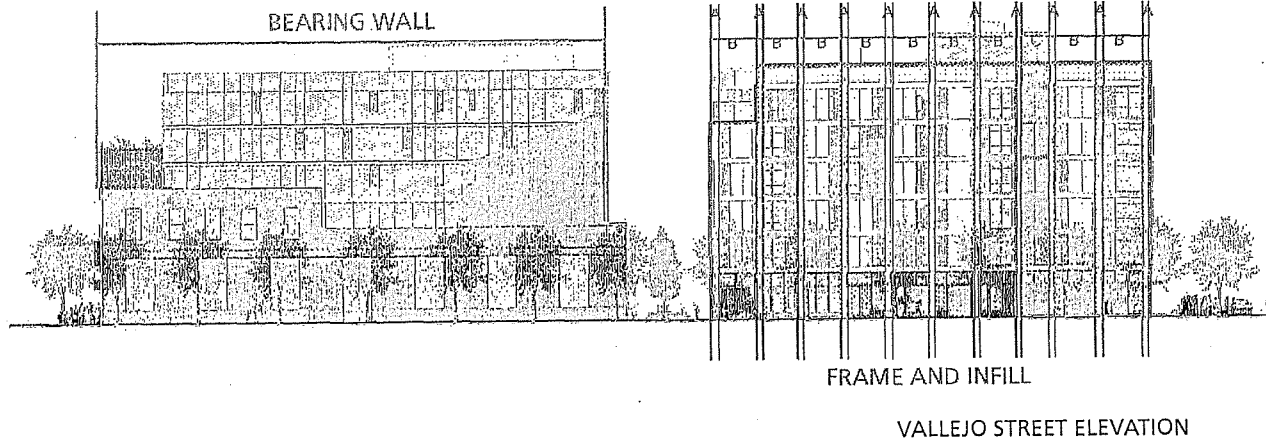 BEARING WALL
A A A A A A A A A A A
B B B B B B B C B B
FRAME AND INFILL
VALLEJO STREET ELEVATION